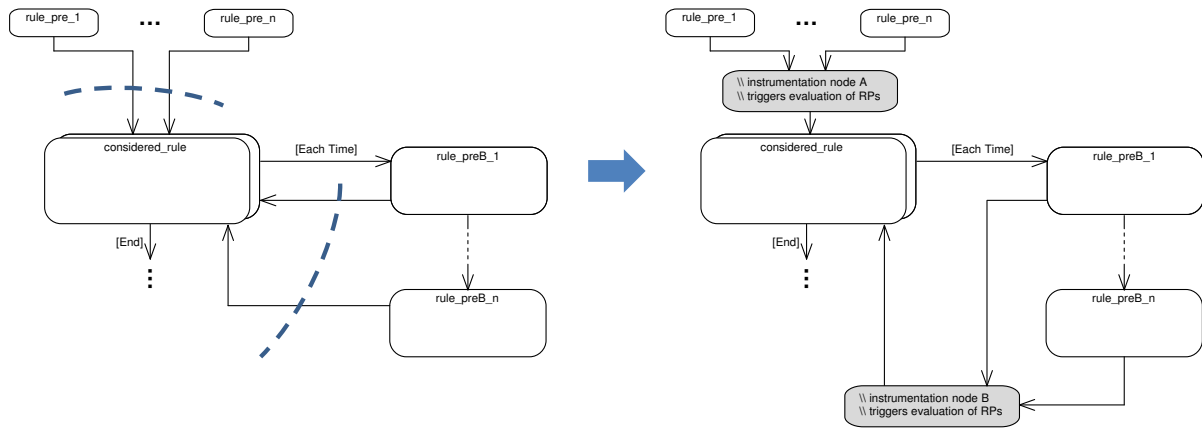 rule_pre_1
...
rule_pre_n
considered_rule
[Each Time]
rule_preB_1
[End]
...
rule_preB_n
rule_pre_1
...
rule_pre_n
\\ instrumentation node A
\\ triggers evaluation of RPs
considered_rule
[Each Time]
rule_preB_1
[End]
...
rule_preB_n
\\ instrumentation node B
\\ triggers evaluation of RPs